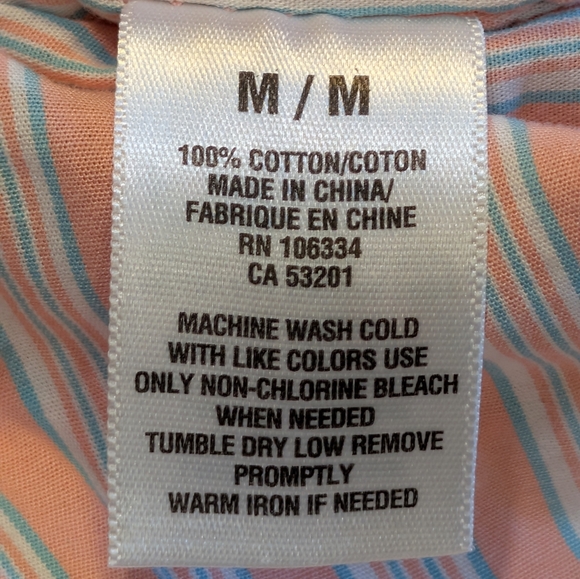 M / M
100% COTTON/COTON
MADE IN CHINA/
FABRIQUE EN CHINE
RN 106334
CA 53201
MACHINE WASH COLD
WITH LIKE COLORS USE
ONLY NON-CHLORINE BLEACH
WHEN NEEDED
TUMBLE DRY LOW REMOVE
PROMPTLY
WARM IRON IF NEEDED